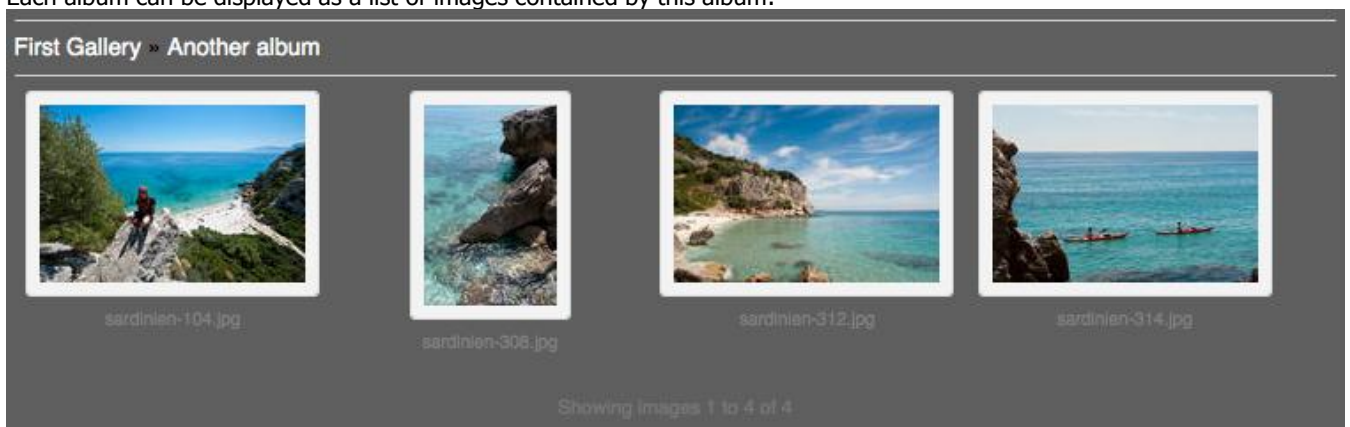 Each album can be displayed as a list of images contained by this album.
First Gallery » Another album
sardinien-104.jpg
sardinien-308.jpg
sardinien-312.jpg
sardinien-314.jpg
Showing images 1 to 4 of 4